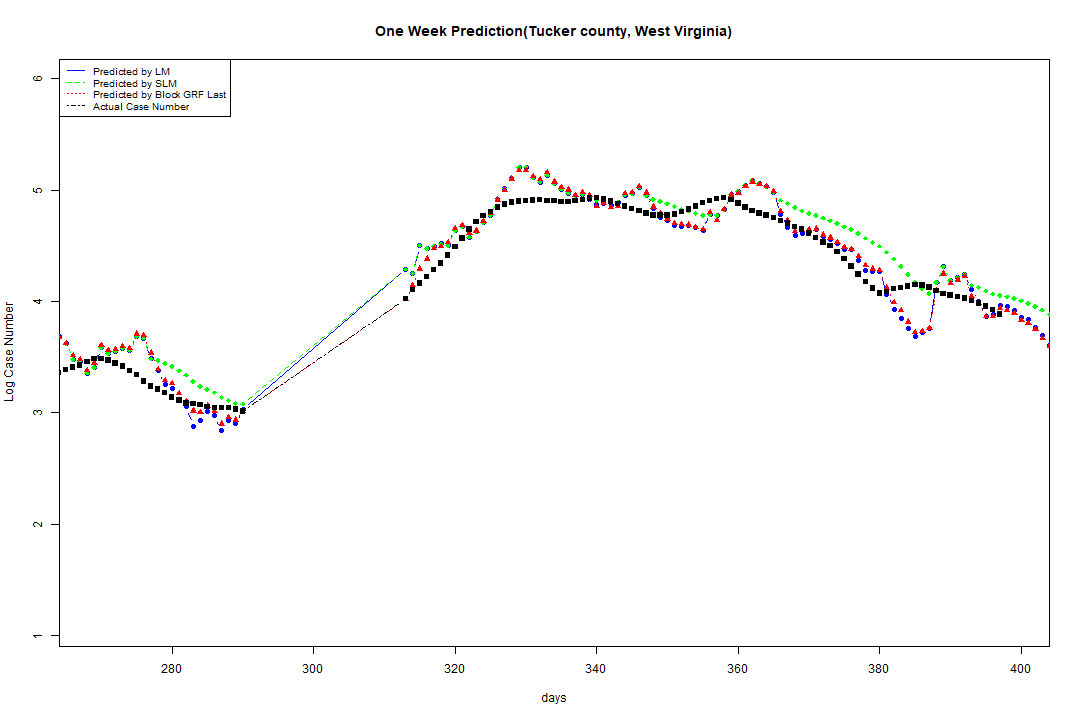 One Week Prediction(Tucker county, West Virginia)
Predicted by LM
Predicted by SLM
Predicted by Block GRF Last
Actual Case Number
6
5
4
3
2
1
Log Case Number
280 300 320 340 360 380 400
days